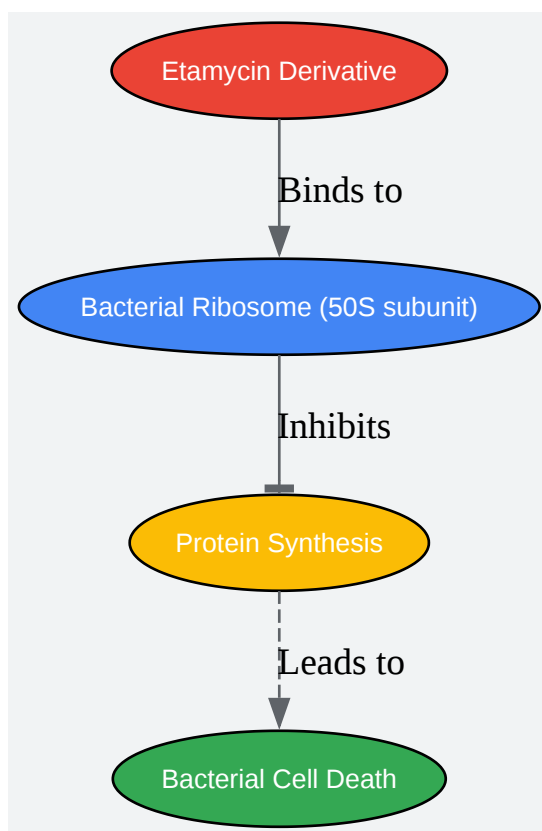 Etamycin Derivative
Binds to
Bacterial Ribosome (50S subunit)
Inhibits
Protein Synthesis
Leads to
Bacterial Cell Death